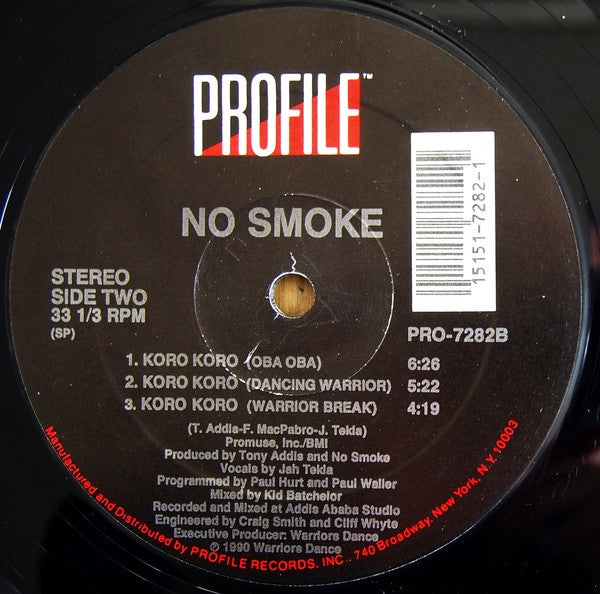 PROFILE™
NO SMOKE
STEREO
SIDE TWO
33 1/3 RPM
(SP)
15151-7282-1
PRO-7282B
1. KORO KORO (OBA OBA) 6:26
2. KORO KORO (DANCING WARRIOR) 5:22
3. KORO KORO (WARRIOR BREAK) 4:19
(T. Addis-F. MacPabro-J. Tekda)
Promuse, Inc./BMI
Produced by Tony Addis and No Smoke
Vocals by Jah Tekda
Programmed by Paul Hurt and Paul Waller
Mixed by Kid Batchelor
Recorded and Mixed at Addis Ababa Studio
Engineered by Craig Smith and Cliff Whyte
Executive Producer: Warriors Dance
℗ 1990 Warriors Dance
Manufactured and Distributed by PROFILE RECORDS, INC., 740 Broadway, New York, N.Y. 10003